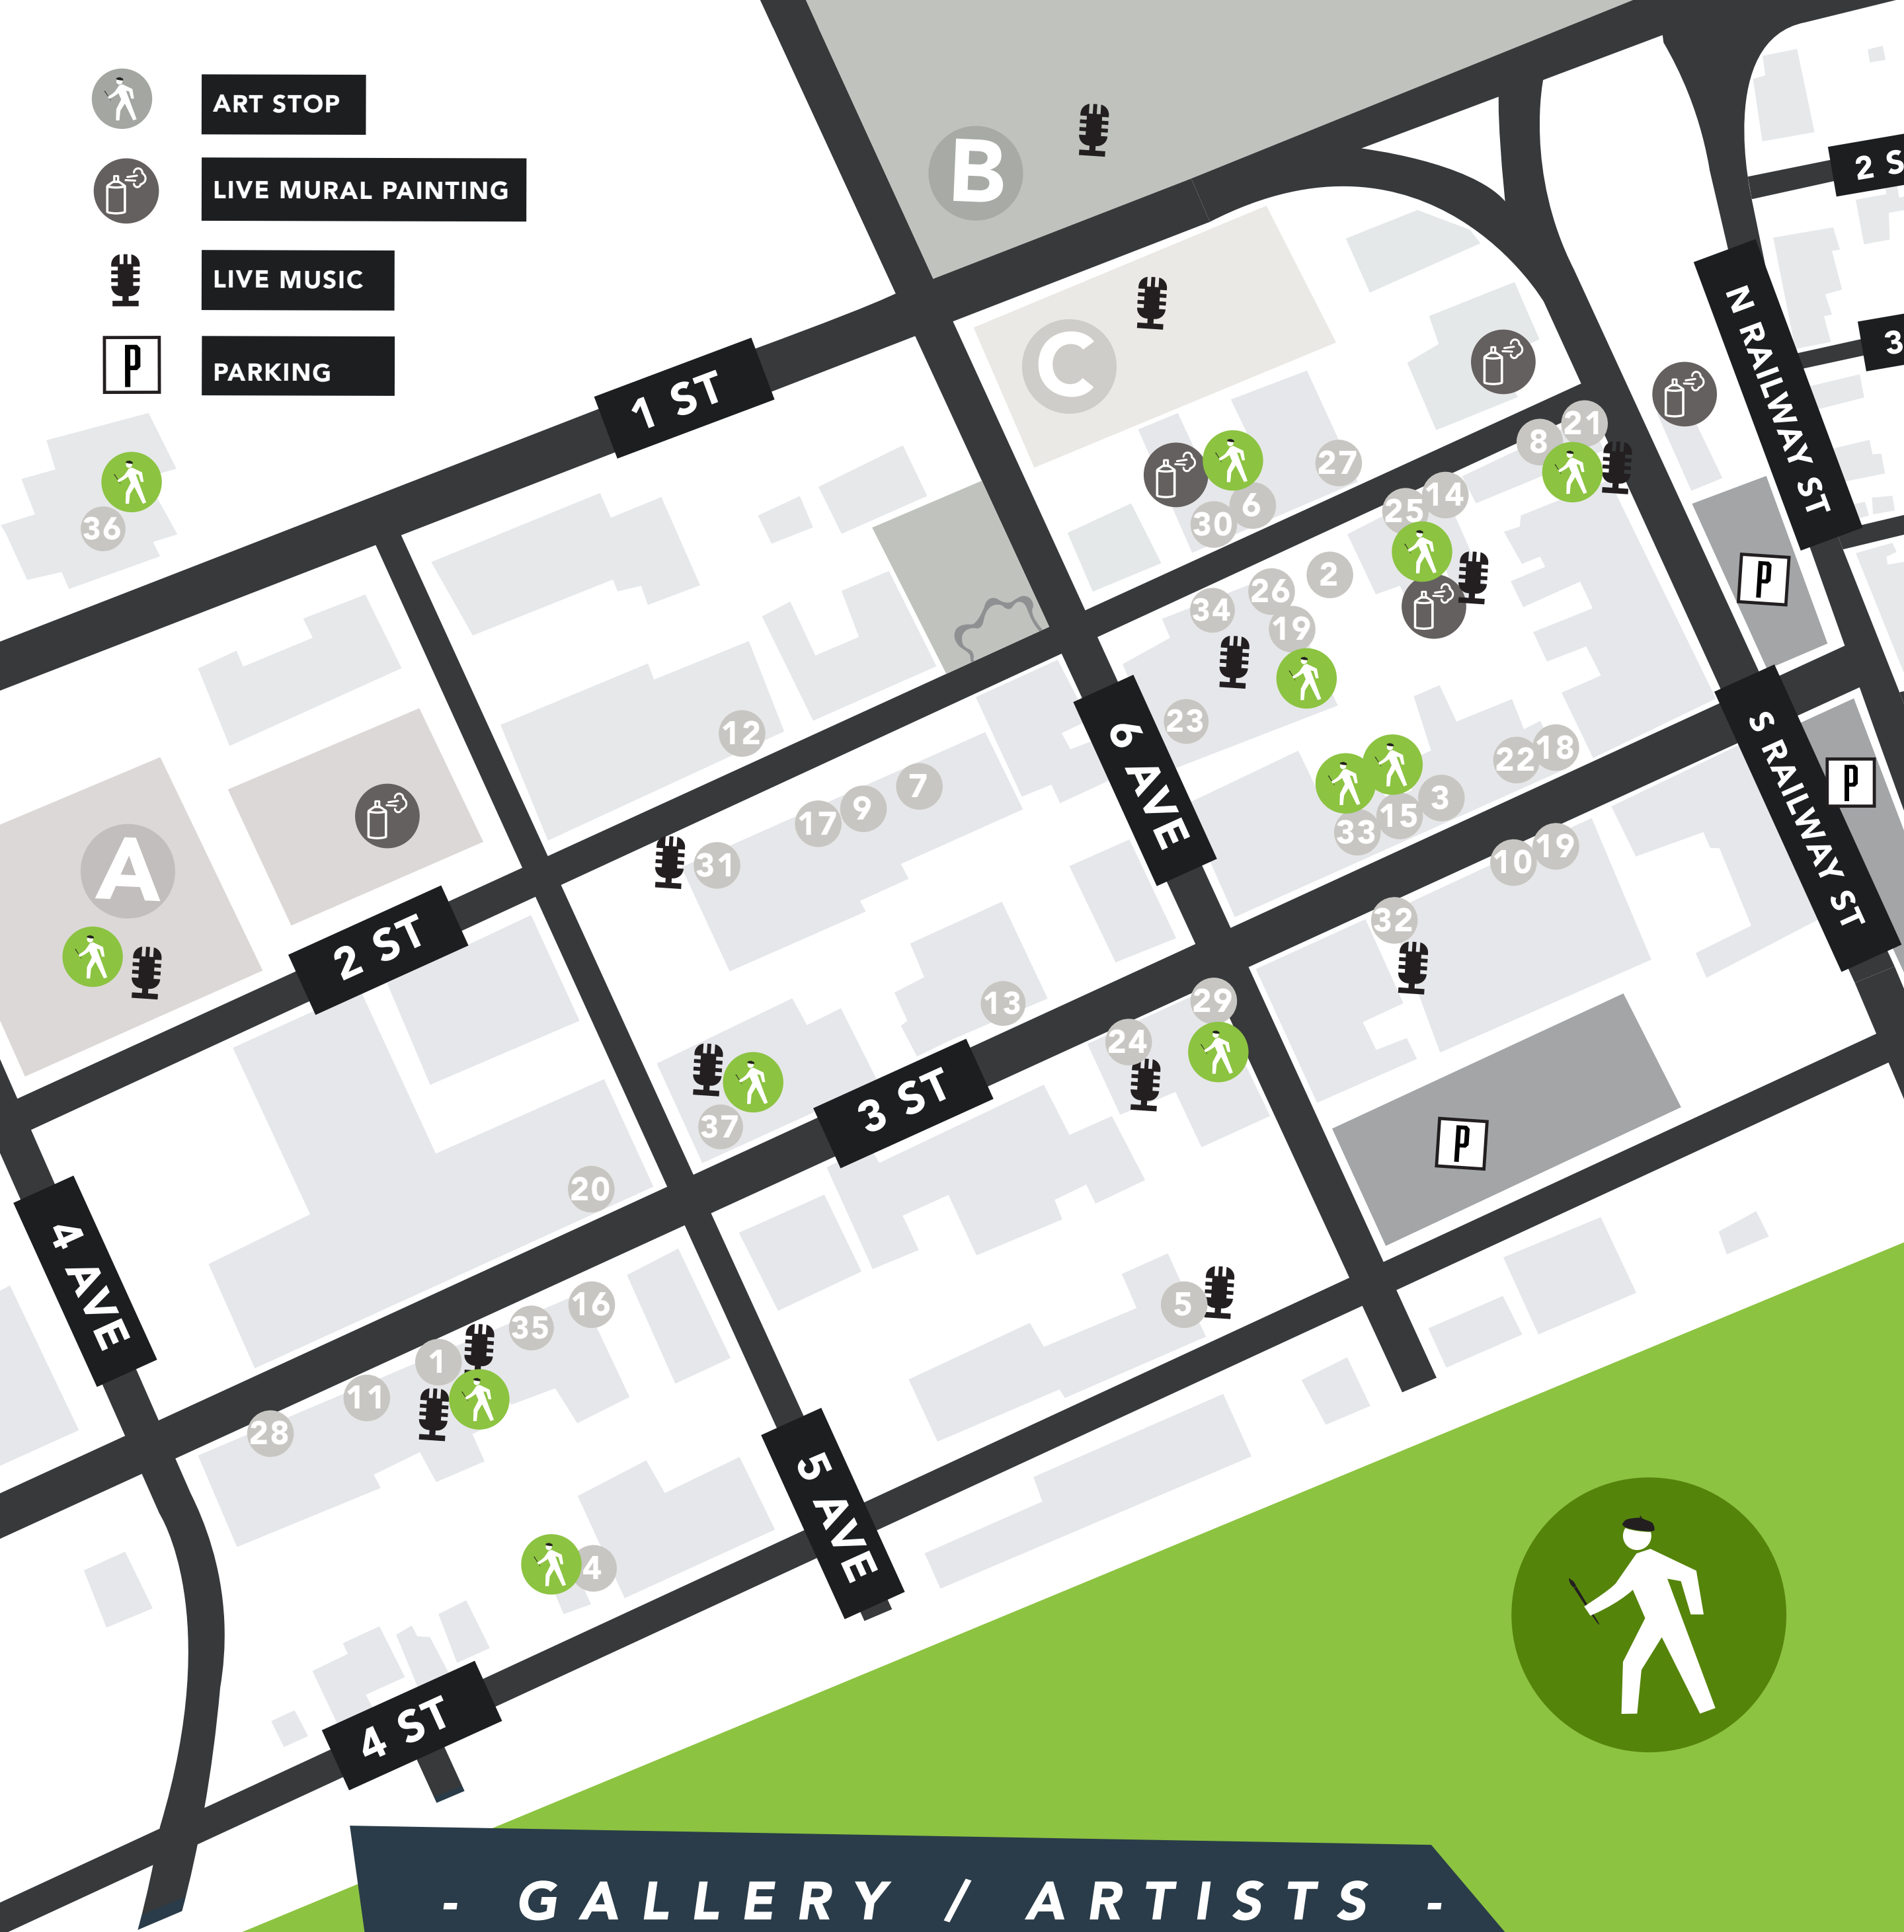 ART STOP
LIVE MURAL PAINTING
LIVE MUSIC
P PARKING
B
C
A
1 ST
2 S
3
N RAILWAY ST
21
8
27
14
25
6
30
36
P
2
26
34
19
23
12
6 AVE
22 18
7
9
17
3
15
33
S RAILWAY ST
P
31
10 19
32
2 ST
13
29
24
3 ST
37
P
20
4 AVE
16
35
1
11
28
5
5 AVE
4
4 ST
- GALLERY / ARTISTS -